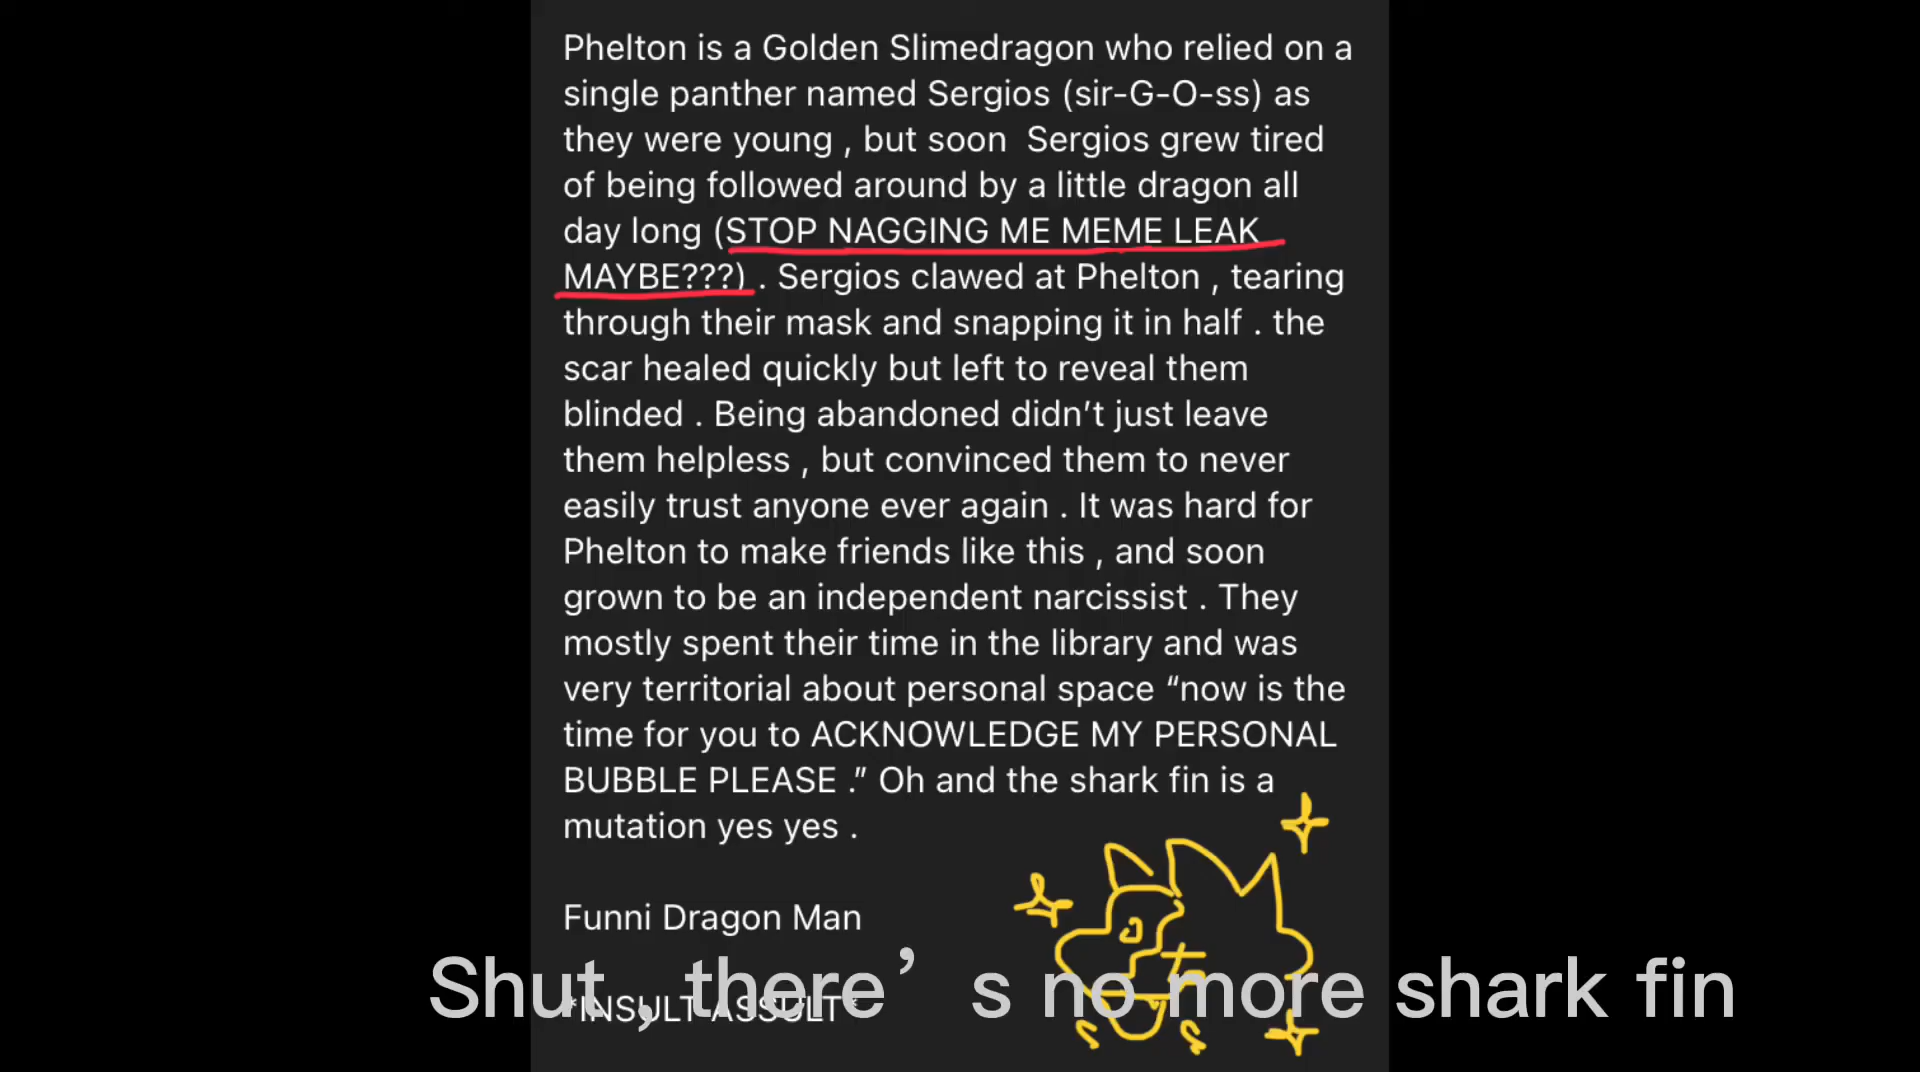 Phelton is a Golden Slimedragon who relied on a
single panther named Sergios (sir-G-O-ss) as
they were young , but soon  Sergios grew tired
of being followed around by a little dragon all
day long (STOP NAGGING ME MEME LEAK
MAYBE???) . Sergios clawed at Phelton , tearing
through their mask and snapping it in half . the
scar healed quickly but left to reveal them
blinded . Being abandoned didn’t just leave
them helpless , but convinced them to never
easily trust anyone ever again . It was hard for
Phelton to make friends like this , and soon
grown to be an independent narcissist . They
mostly spent their time in the library and was
very territorial about personal space “now is the
time for you to ACKNOWLEDGE MY PERSONAL
BUBBLE PLEASE .” Oh and the shark fin is a
mutation yes yes .
Funni Dragon Man
*INSULT ASSULT*
Shut, there’s no more shark fin